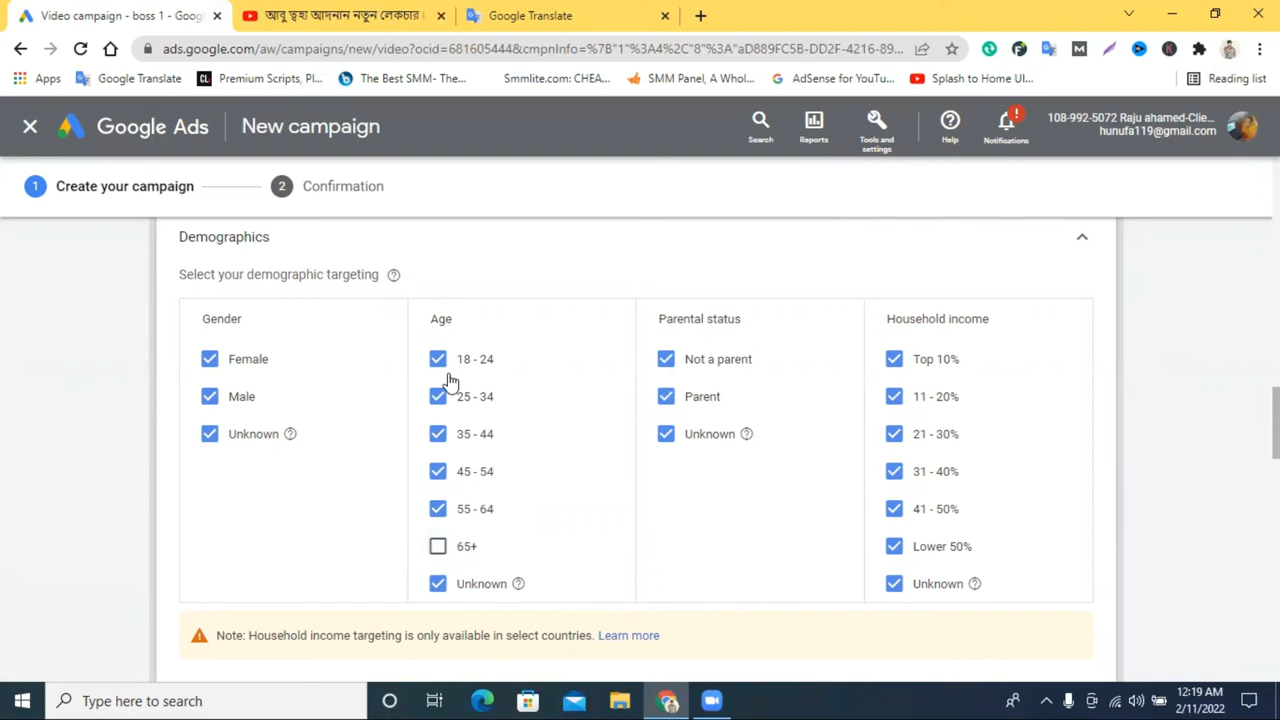 Video campaign - boss 1 - Goog
আবু ত্বহা আদনান নতুন লেকচার।
Google Translate
ads.google.com/aw/campaigns/new/video?ocid=681605444&cmpnInfo=%7B"1"%3A4%2C"8"%3A"aD889FC5B-DD2F-4216-89...
Apps
Google Translate
Premium Scripts, Pl...
The Best SMM- The...
Smmlite.com: CHEA...
SMM Panel, A Whol...
AdSense for YouTu...
Splash to Home UI...
Reading list
Google Ads
New campaign
Search
Reports
Tools and settings
Help
Notifications
108-992-5072 Raju ahamed-Clie...
hunufa119@gmail.com
1 Create your campaign
2 Confirmation
Demographics
Select your demographic targeting
Gender
Female
Male
Unknown
Age
18 - 24
25 - 34
35 - 44
45 - 54
55 - 64
65+
Unknown
Parental status
Not a parent
Parent
Unknown
Household income
Top 10%
11 - 20%
21 - 30%
31 - 40%
41 - 50%
Lower 50%
Unknown
Note: Household income targeting is only available in select countries. Learn more
Type here to search
12:19 AM
2/11/2022